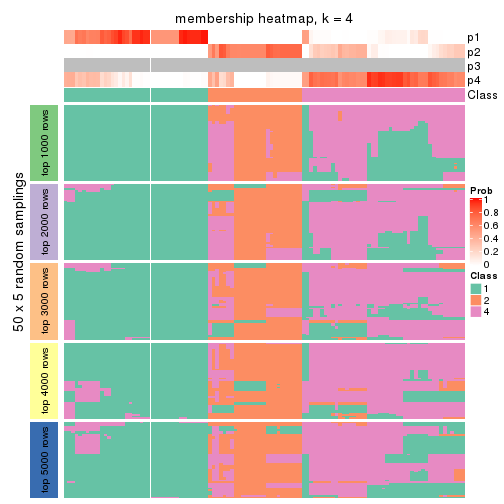 membership heatmap, k = 4
p1
p2
p3
p4
Class
50 x 5 random samplings
top 1000 rows
top 2000 rows
top 3000 rows
top 4000 rows
top 5000 rows
Prob
1
0.8
0.6
0.4
0.2
0
Class
1
2
4